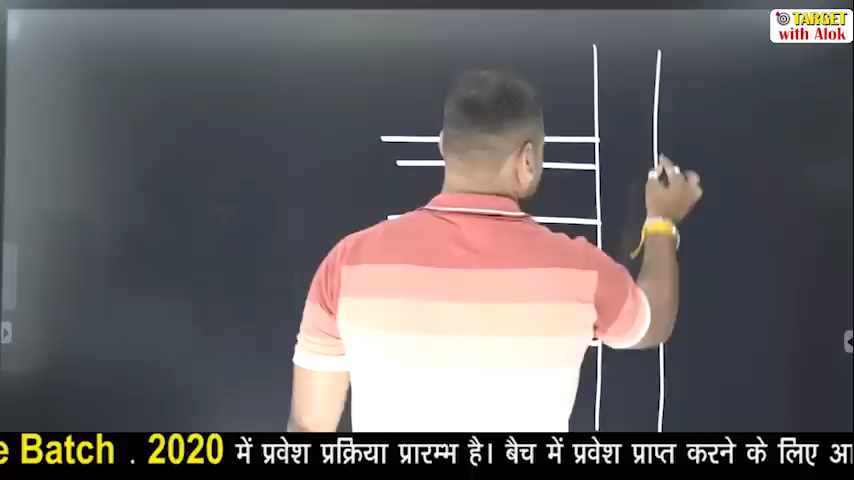 TARGET
with Alok
e Batch . 2020 में प्रवेश प्रक्रिया प्रारम्भ है। बैच में प्रवेश प्राप्त करने के लिए आ